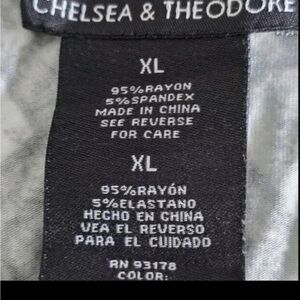 CHELSEA & THEODORE
XL
95%RAYON
5%SPANDEX
MADE IN CHINA
SEE REVERSE
FOR CARE
XL
95%RAYÓN
5%ELASTANO
HECHO EN CHINA
VEA EL REVERSO
PARA EL CUIDADO
RN 93178
COLOR: